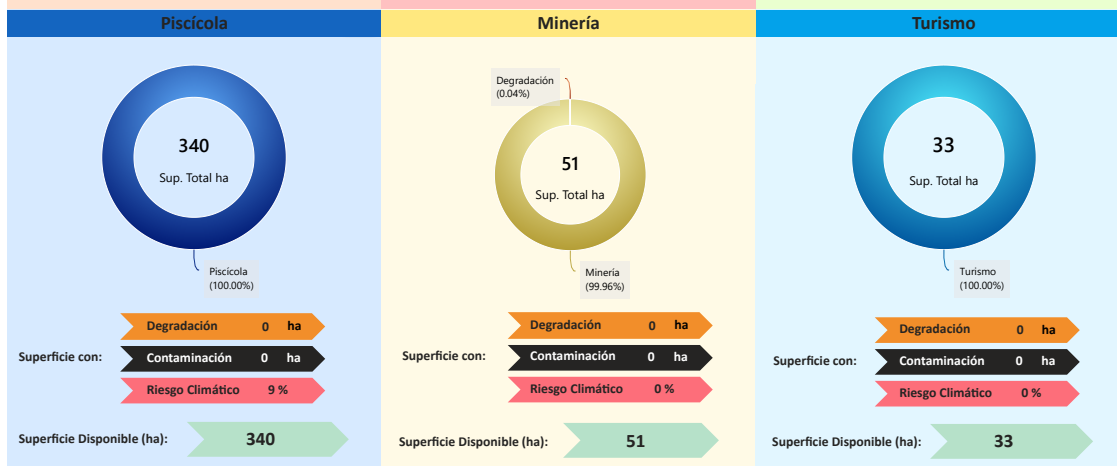 Piscícola
340
Sup. Total ha
Piscícola
(100.00%)
Superficie con:
Degradación 0 ha
Contaminación 0 ha
Riesgo Climático 9 %
Superficie Disponible (ha): 340
Minería
Degradación
(0.04%)
51
Sup. Total ha
Minería
(99.96%)
Superficie con:
Degradación 0 ha
Contaminación 0 ha
Riesgo Climático 0 %
Superficie Disponible (ha): 51
Turismo
33
Sup. Total ha
Turismo
(100.00%)
Superficie con:
Degradación 0 ha
Contaminación 0 ha
Riesgo Climático 0 %
Superficie Disponible (ha): 33